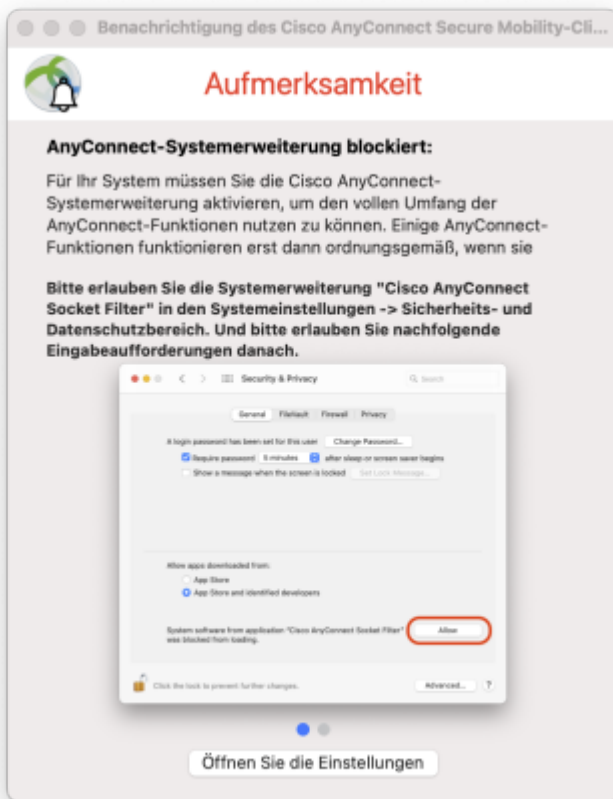 Benachrichtigung des Cisco AnyConnect Secure Mobility-Cli...
Aufmerksamkeit
AnyConnect-Systemerweiterung blockiert:
Für Ihr System müssen Sie die Cisco AnyConnect-
Systemerweiterung aktivieren, um den vollen Umfang der
AnyConnect-Funktionen nutzen zu können. Einige AnyConnect-
Funktionen funktionieren erst dann ordnungsgemäß, wenn sie
Bitte erlauben Sie die Systemerweiterung "Cisco AnyConnect
Socket Filter" in den Systemeinstellungen -> Sicherheits- und
Datenschutzbereich. Und bitte erlauben Sie nachfolgende
Eingabeaufforderungen danach.
Security & Privacy
Search
General FileVault Firewall Privacy
A login password has been set for this user Change Password...
Require password 5 minutes after sleep or screen saver begins
Show a message when the screen is locked Set Lock Message...
Allow apps downloaded from:
App Store
App Store and identified developers
System software from application "Cisco AnyConnect Socket Filter" Allow
was blocked from loading.
Click the lock to prevent further changes. Advanced... ?
Öffnen Sie die Einstellungen